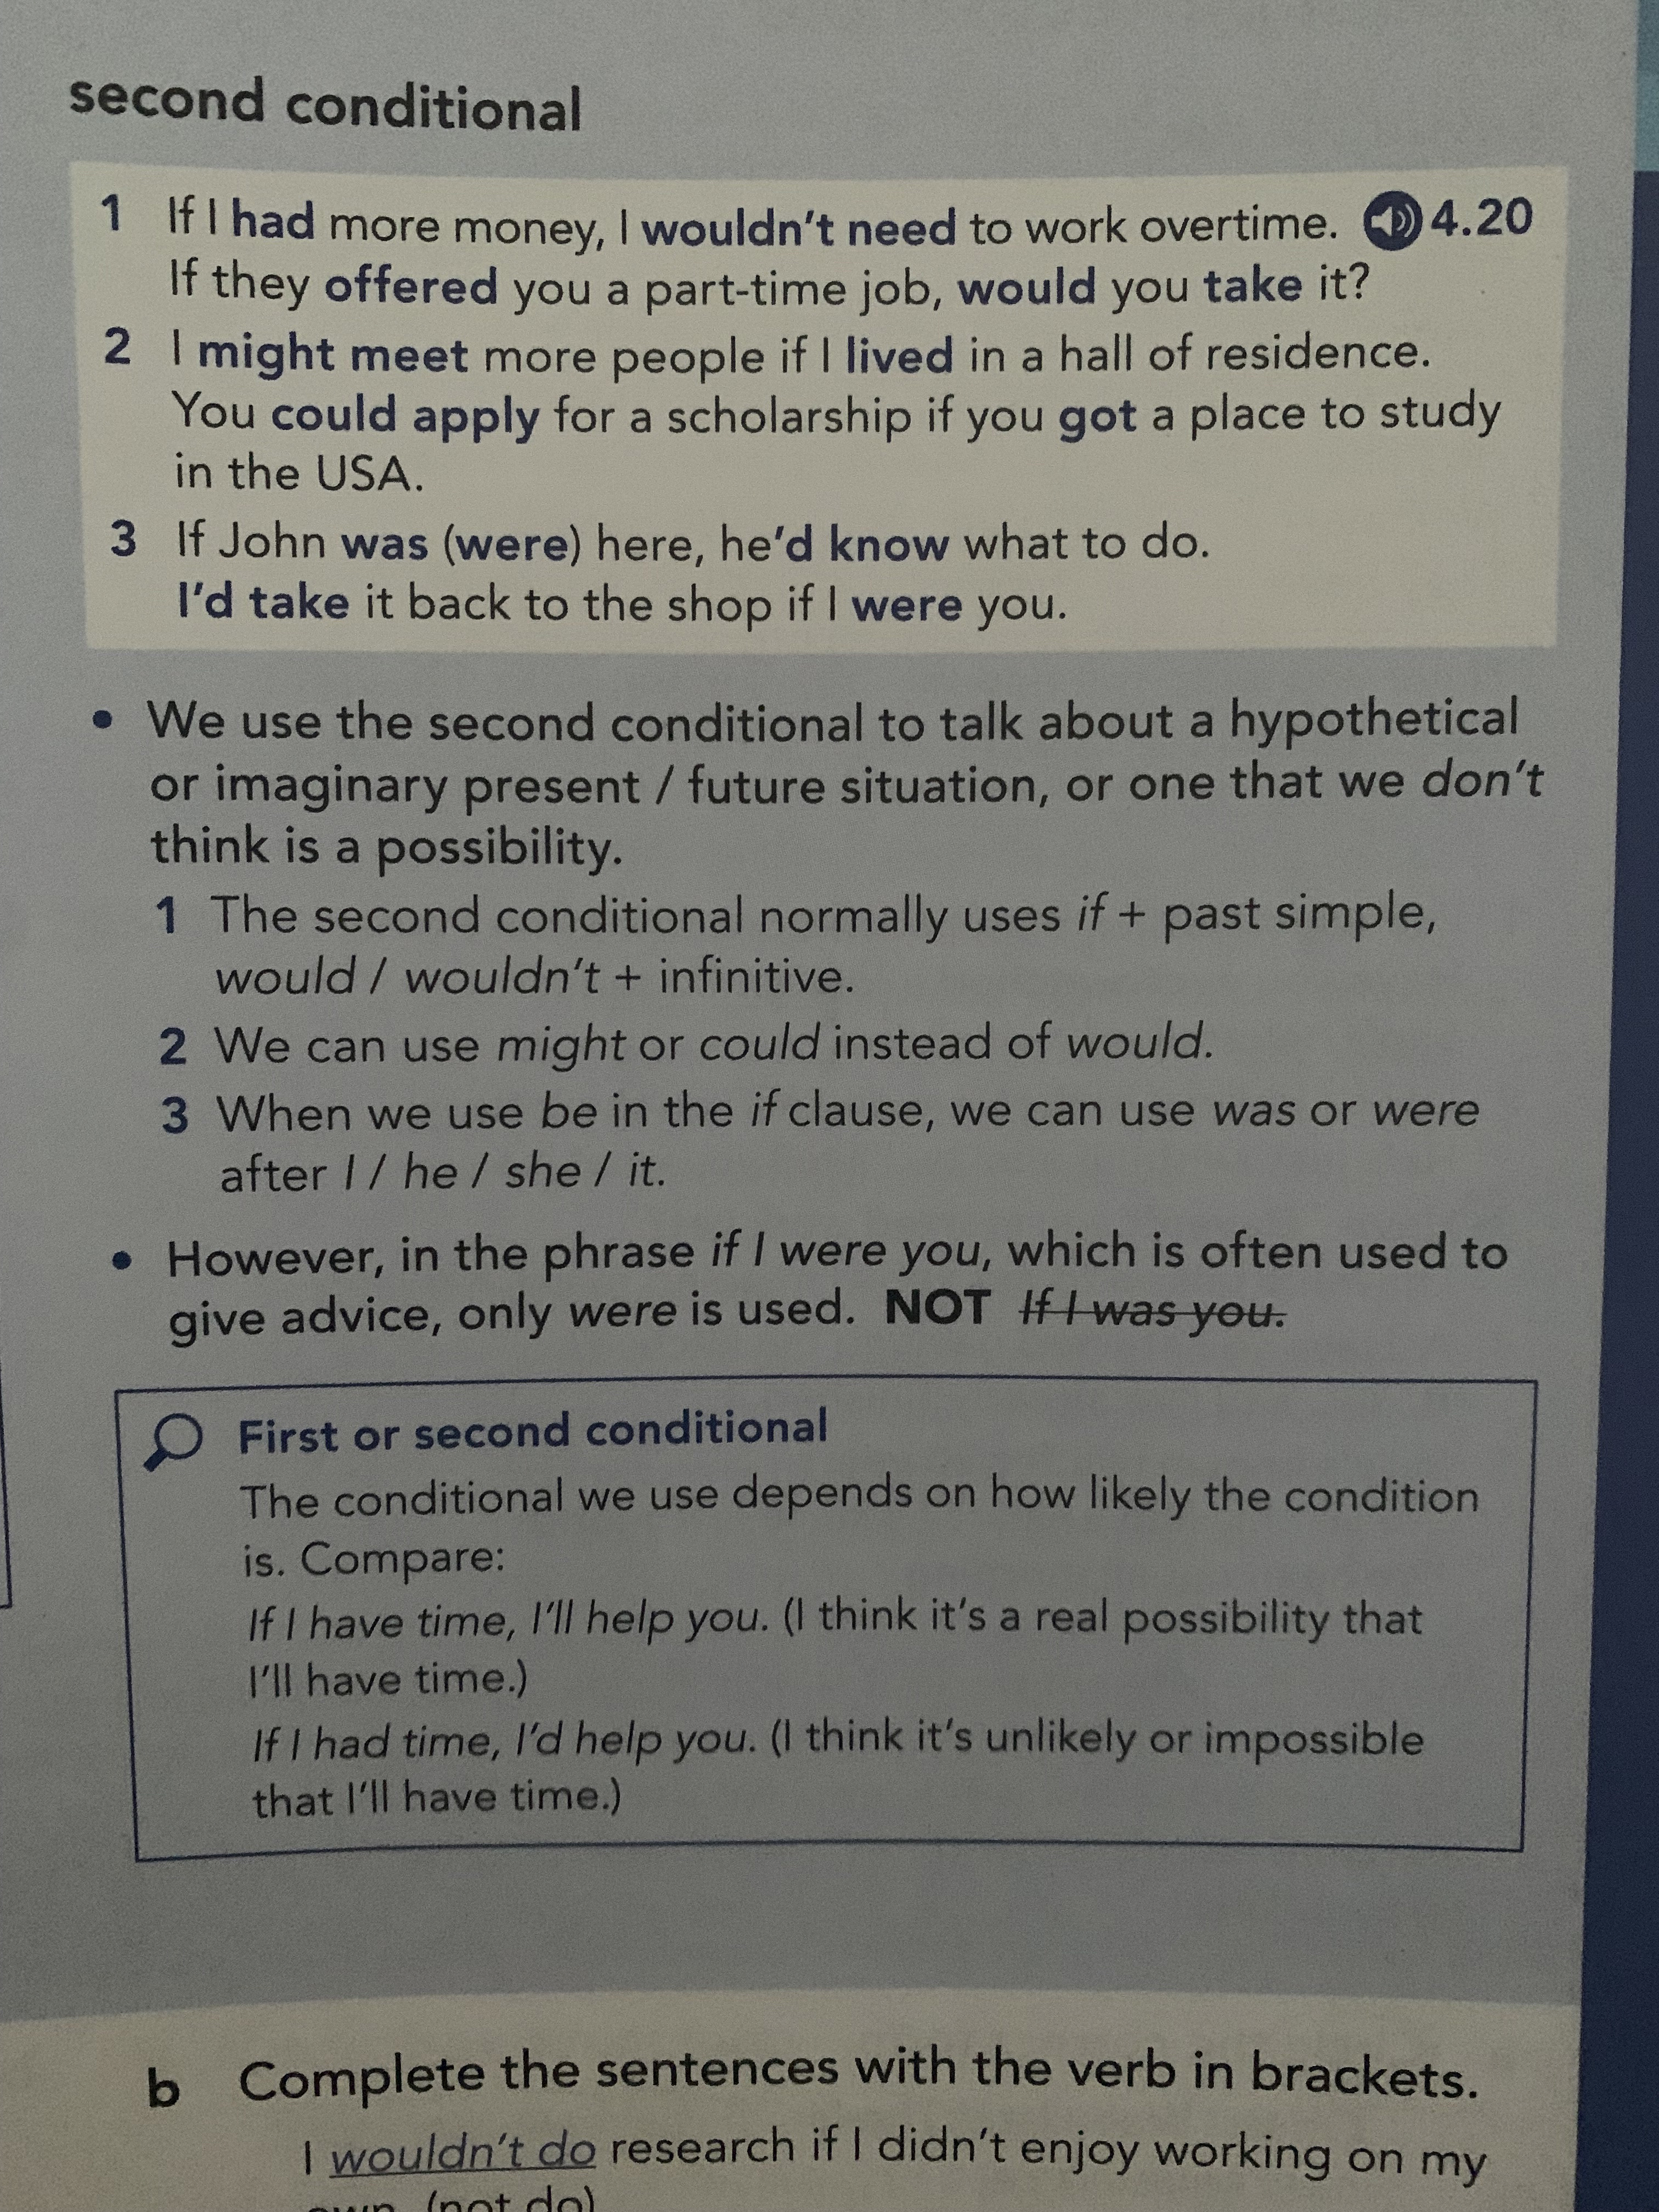 second conditional
1 If I had more money, I wouldn't need to work overtime. 4.20
If they offered you a part-time job, would you take it?
2 I might meet more people if I lived in a hall of residence.
You could apply for a scholarship if you got a place to study
in the USA.
3 If John was (were) here, he'd know what to do.
I'd take it back to the shop if I were you.
• We use the second conditional to talk about a hypothetical
or imaginary present / future situation, or one that we don't
think is a possibility.
1 The second conditional normally uses if + past simple,
would / wouldn't + infinitive.
2 We can use might or could instead of would.
3 When we use be in the if clause, we can use was or were
after I / he / she / it.
• However, in the phrase if I were you, which is often used to
give advice, only were is used. NOT If I was you.
First or second conditional
The conditional we use depends on how likely the condition
is. Compare:
If I have time, I'll help you. (I think it's a real possibility that
I'll have time.)
If I had time, I'd help you. (I think it's unlikely or impossible
that I'll have time.)
b Complete the sentences with the verb in brackets.
I wouldn't do research if I didn't enjoy working on my
own. (not do)